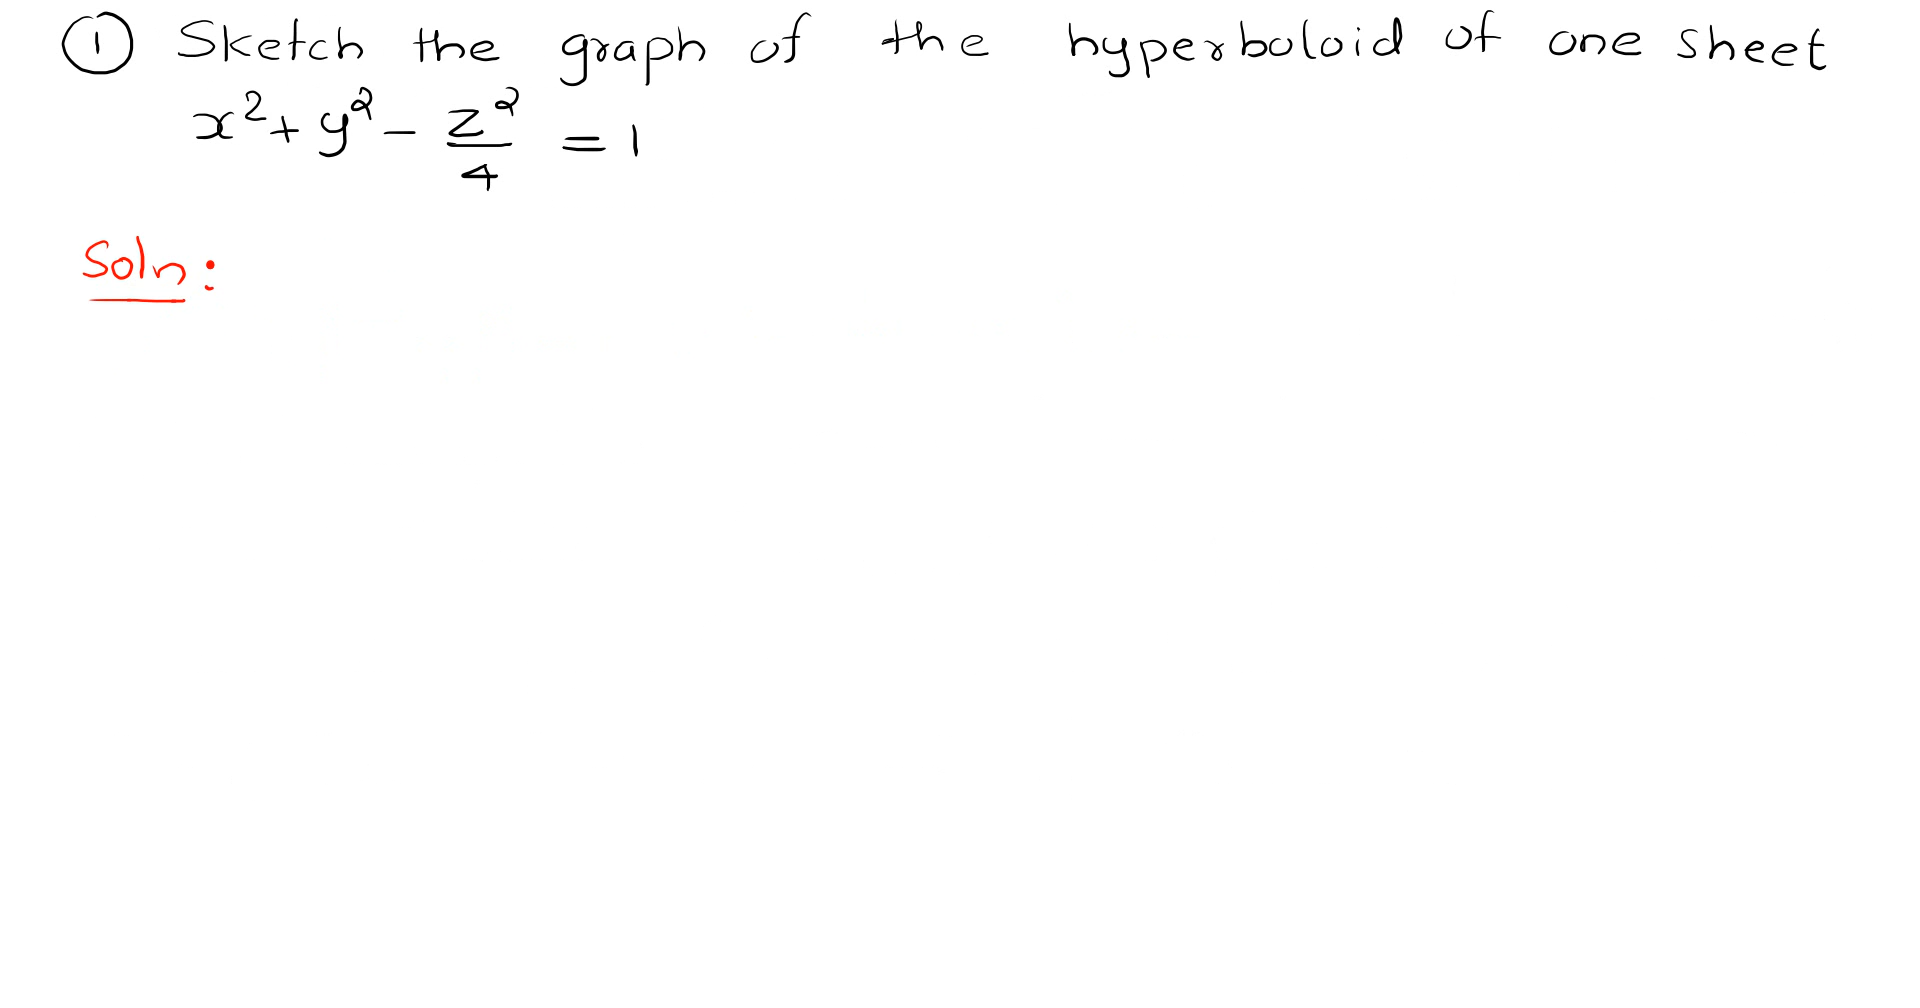 ① Sketch the graph of the hyperboloid of one sheet
x² + y² - z²/4 = 1
Soln: